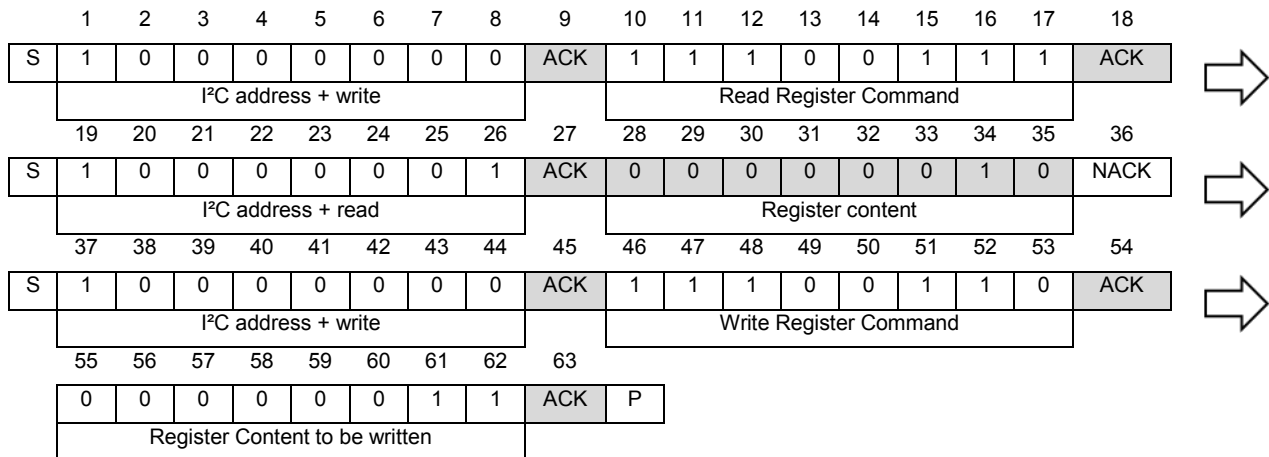 1 2 3 4 5 6 7 8 9 10 11 12 13 14 15 16 17 18
S 1 0 0 0 0 0 0 0 ACK 1 1 1 0 0 1 1 1 ACK
I²C address + write Read Register Command
19 20 21 22 23 24 25 26 27 28 29 30 31 32 33 34 35 36
S 1 0 0 0 0 0 0 1 ACK 0 0 0 0 0 0 1 0 NACK
I²C address + read Register content
37 38 39 40 41 42 43 44 45 46 47 48 49 50 51 52 53 54
S 1 0 0 0 0 0 0 0 ACK 1 1 1 0 0 1 1 0 ACK
I²C address + write Write Register Command
55 56 57 58 59 60 61 62 63
0 0 0 0 0 0 1 1 ACK P
Register Content to be written